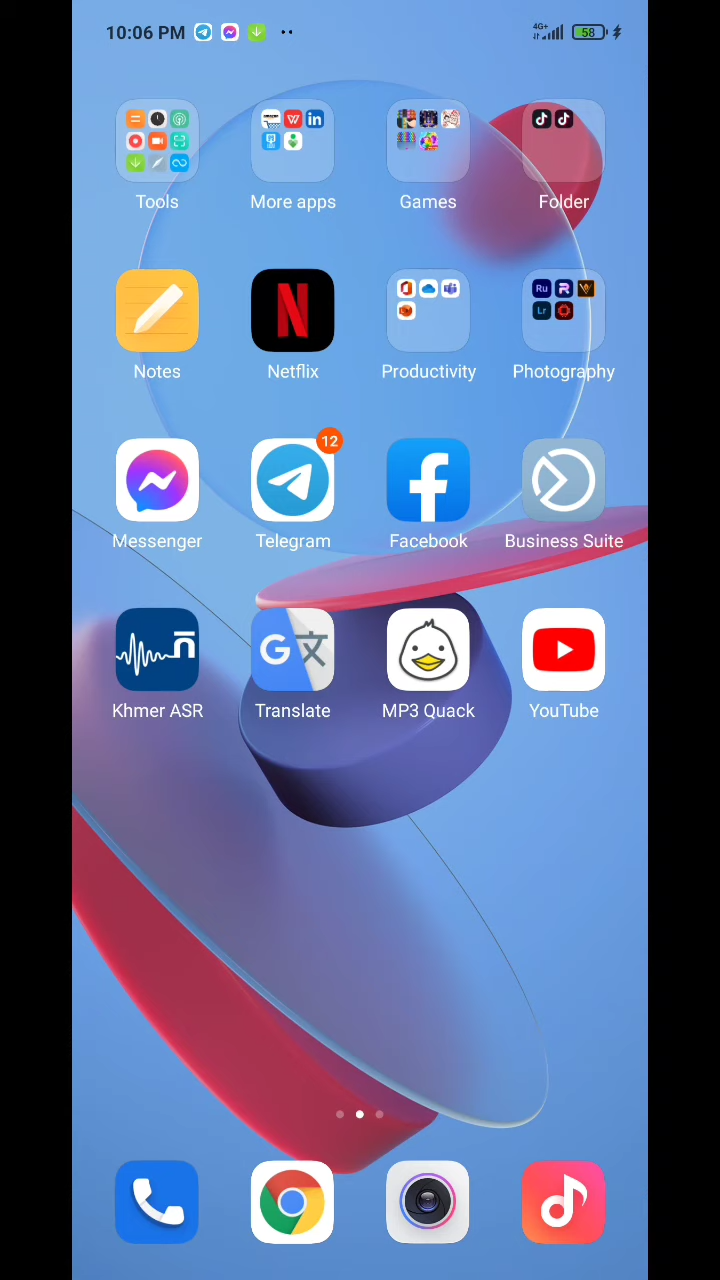 10:06 PM
4G+
58
Tools
More apps
Games
Folder
Notes
Netflix
Productivity
Photography
12
Messenger
Telegram
Facebook
Business Suite
Khmer ASR
Translate
MP3 Quack
YouTube